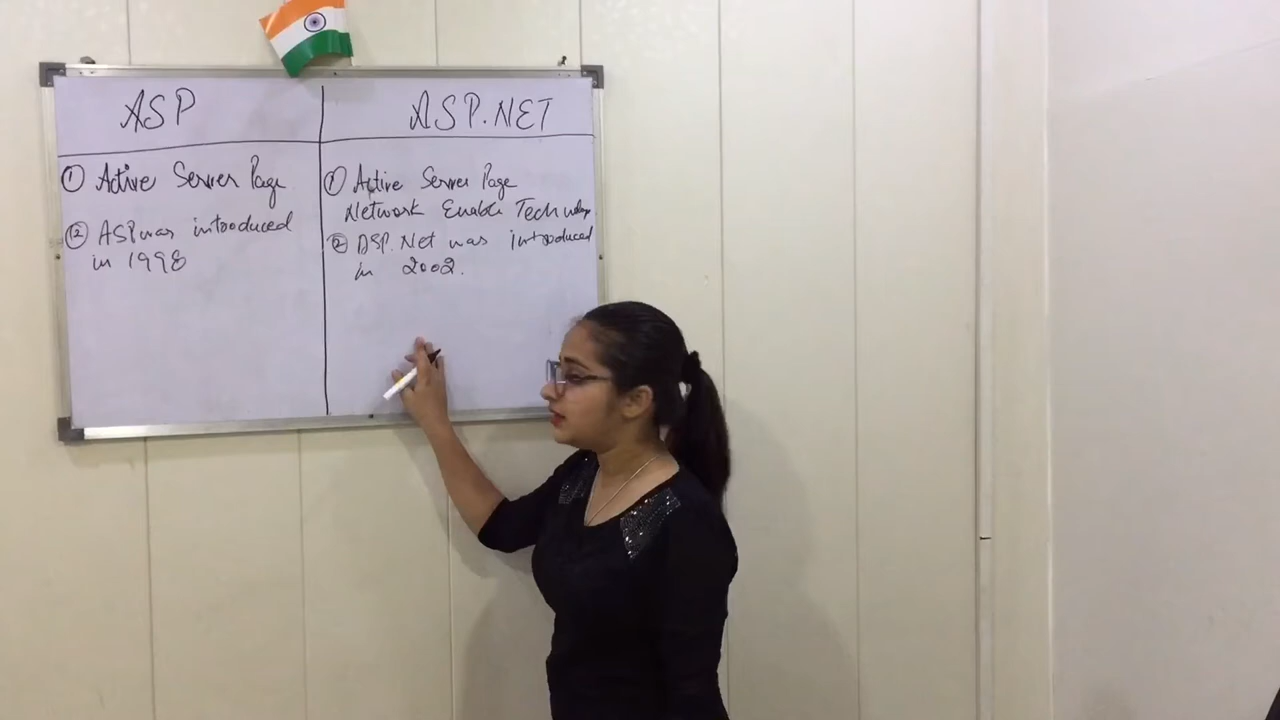 ASP
① Active Server Page
② ASP was introduced
in 1998
ASP.NET
① Active Server Page
Network Enable Technology
② ASP.Net was introduced
in 2002.